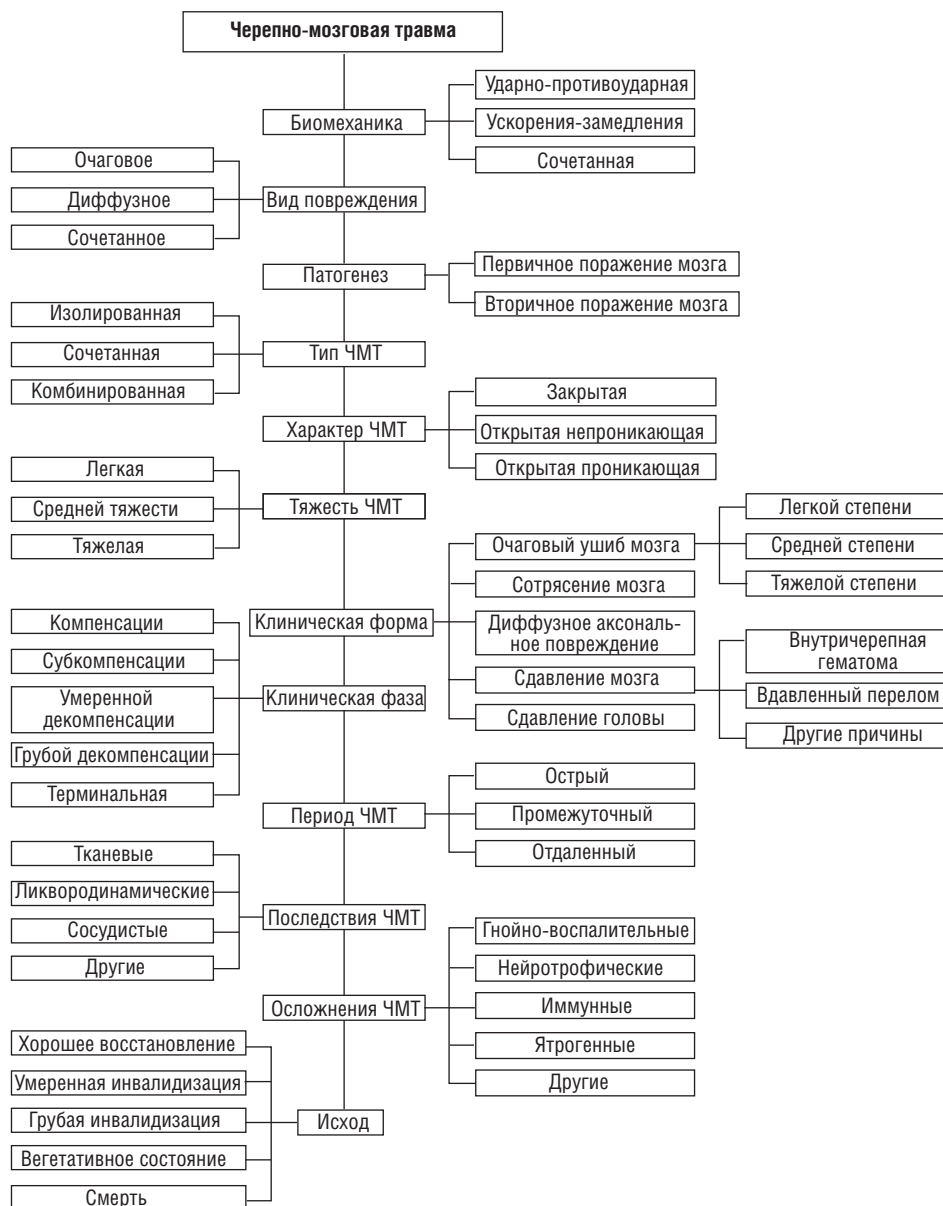 Черепно-мозговая травма
Биомеханика
Ударно-противоударная
Ускорения-замедления
Сочетанная
Вид повреждения
Очаговое
Диффузное
Сочетанное
Патогенез
Первичное поражение мозга
Вторичное поражение мозга
Тип ЧМТ
Изолированная
Сочетанная
Комбинированная
Характер ЧМТ
Закрытая
Открытая непроникающая
Открытая проникающая
Тяжесть ЧМТ
Легкая
Средней тяжести
Тяжелая
Клиническая форма
Очаговый ушиб мозга
Легкой степени
Средней степени
Тяжелой степени
Сотрясение мозга
Диффузное аксональ-
ное повреждение
Сдавление мозга
Внутричерепная
гематома
Вдавленный перелом
Другие причины
Сдавление головы
Клиническая фаза
Компенсации
Субкомпенсации
Умеренной
декомпенсации
Грубой декомпенсации
Терминальная
Период ЧМТ
Острый
Промежуточный
Отдаленный
Последствия ЧМТ
Тканевые
Ликвородинамические
Сосудистые
Другие
Осложнения ЧМТ
Гнойно-воспалительные
Нейротрофические
Иммунные
Ятрогенные
Другие
Исход
Хорошее восстановление
Умеренная инвалидизация
Грубая инвалидизация
Вегетативное состояние
Смерть